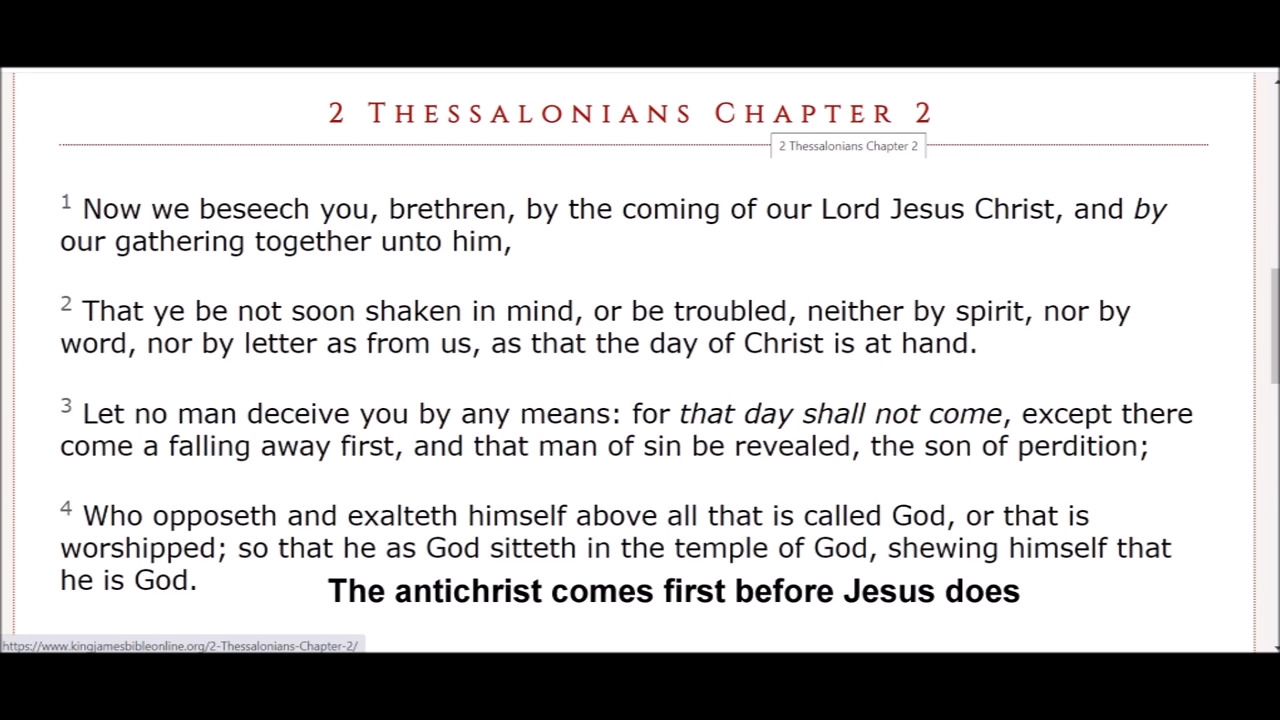 2 Thessalonians Chapter 2
2 Thessalonians Chapter 2
1 Now we beseech you, brethren, by the coming of our Lord Jesus Christ, and by
our gathering together unto him,
2 That ye be not soon shaken in mind, or be troubled, neither by spirit, nor by
word, nor by letter as from us, as that the day of Christ is at hand.
3 Let no man deceive you by any means: for that day shall not come, except there
come a falling away first, and that man of sin be revealed, the son of perdition;
4 Who opposeth and exalteth himself above all that is called God, or that is
worshipped; so that he as God sitteth in the temple of God, shewing himself that
he is God.
The antichrist comes first before Jesus does
https://www.kingjamesbibleonline.org/2-Thessalonians-Chapter-2/